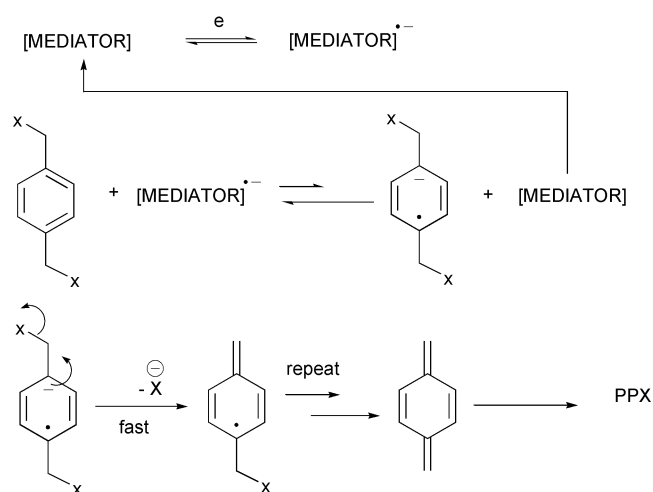 e
[MEDIATOR] [MEDIATOR]•−
X
+ [MEDIATOR]•− − • + [MEDIATOR]
X
X − • X
⊖
- X
fast
• X
repeat
PPX